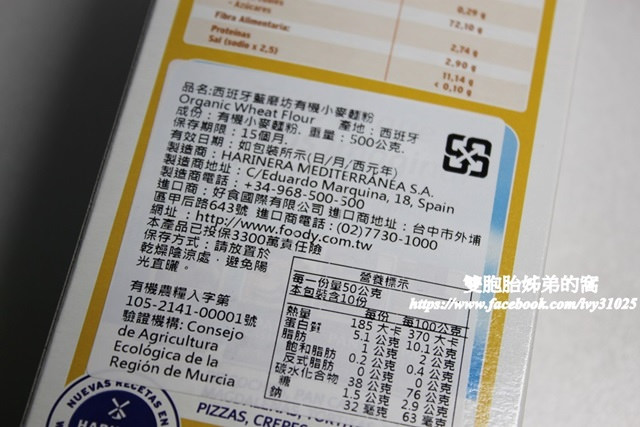 Azúcares
0,29 g
72,10 g
Fibra Alimentaria:
2,74 g
Proteínas
2,90 g
Sal (sodio x 2,5)
11,14 g
< 0,10 g
品名:西班牙藍磨坊有機小麥麵粉
Organic Wheat Flour 產地:西班牙
成份:有機小麥麵粉. 重量:500公克.
保存期限:15個月.
有效日期:如包裝所示(日/月/西元年)
製造商:HARINERA MEDITERRÁNEA S.A.
製造商地址:C/Eduardo Marquina, 18, Spain
製造商電話:+34-968-500-500
進口商:好食國際有限公司 進口商地址:台中市外埔
區甲后路643號 進口商電話:(02)7730-1000
網址:http://www.foody.com.tw
本產品已投保3300萬責任險
保存方式:請放置於
乾燥陰涼處,避免陽
光直曬。
有機農糧入字第
105-2141-00001號
驗證機構:Consejo
de Agricultura
Ecológica de la
Región de Murcia
營養標示
每一份量50公克
本包裝含10份
每份 每100公克
熱量 185 大卡 370 大卡
蛋白質 5.1 公克 10.1 公克
脂肪 1 公克 2 公克
飽和脂肪 0.2 公克 0.4 公克
反式脂肪 0 公克 0 公克
碳水化合物 38 公克 76 公克
糖 1.5 公克 2.9 公克
鈉 32 毫克 63 毫克
雙胞胎姊弟的窩
https://www.facebook.com/ivy31025
NUEVAS RECETAS EN
PIZZAS, CREPES